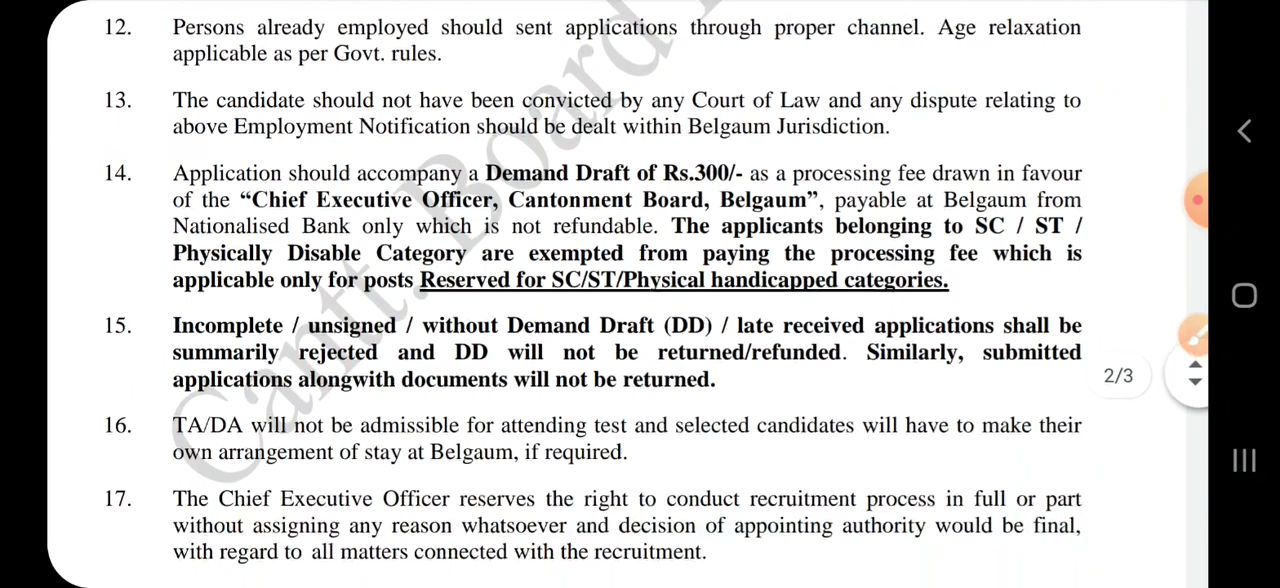 12. Persons already employed should sent applications through proper channel. Age relaxation
applicable as per Govt. rules.
13. The candidate should not have been convicted by any Court of Law and any dispute relating to
above Employment Notification should be dealt within Belgaum Jurisdiction.
14. Application should accompany a Demand Draft of Rs.300/- as a processing fee drawn in favour
of the “Chief Executive Officer, Cantonment Board, Belgaum”, payable at Belgaum from
Nationalised Bank only which is not refundable. The applicants belonging to SC / ST /
Physically Disable Category are exempted from paying the processing fee which is
applicable only for posts Reserved for SC/ST/Physical handicapped categories.
15. Incomplete / unsigned / without Demand Draft (DD) / late received applications shall be
summarily rejected and DD will not be returned/refunded. Similarly, submitted
applications alongwith documents will not be returned.
2/3
16. TA/DA will not be admissible for attending test and selected candidates will have to make their
own arrangement of stay at Belgaum, if required.
17. The Chief Executive Officer reserves the right to conduct recruitment process in full or part
without assigning any reason whatsoever and decision of appointing authority would be final,
with regard to all matters connected with the recruitment.
Cantt. Board